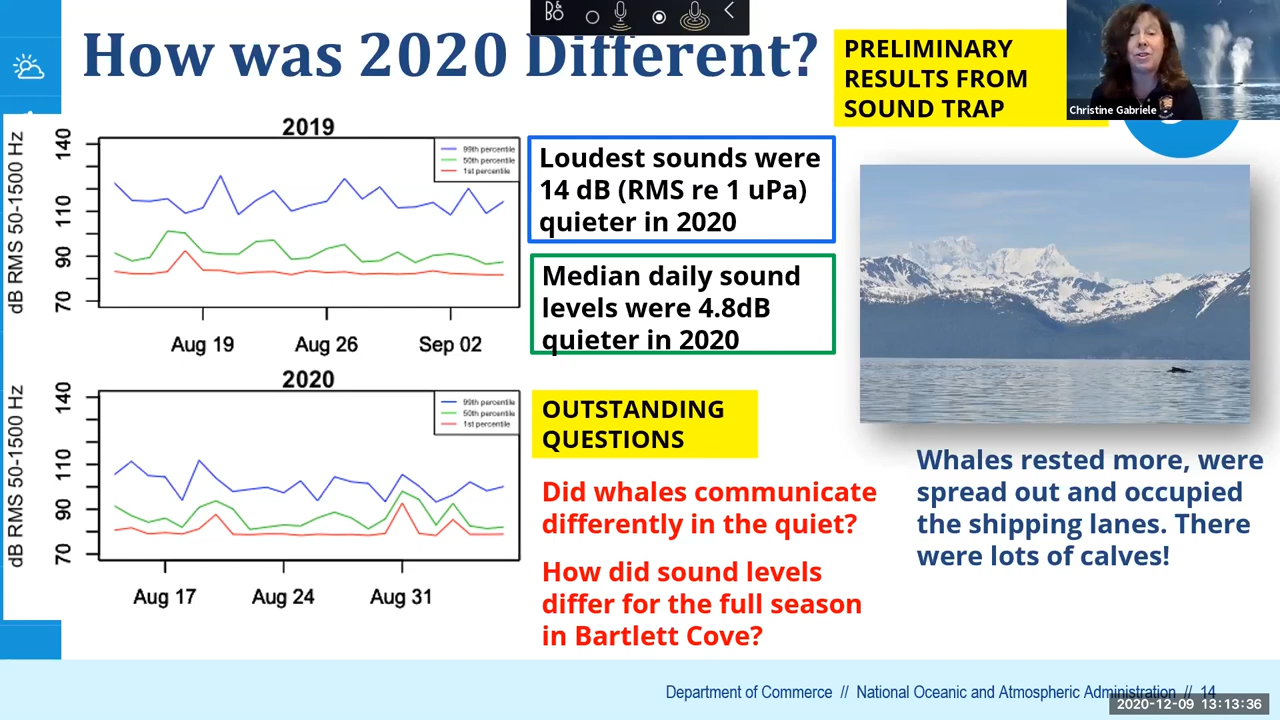 How was 2020 Different?
PRELIMINARY
RESULTS FROM
SOUND TRAP
Christine Gabriele
2019
dB RMS 50-1500 Hz
140
110
90
70
99th percentile
50th percentile
1st percentile
Aug 19 Aug 26 Sep 02
Loudest sounds were
14 dB (RMS re 1 uPa)
quieter in 2020
Median daily sound
levels were 4.8dB
quieter in 2020
2020
dB RMS 50-1500 Hz
140
110
90
70
99th percentile
50th percentile
1st percentile
Aug 17 Aug 24 Aug 31
OUTSTANDING
QUESTIONS
Did whales communicate
differently in the quiet?
How did sound levels
differ for the full season
in Bartlett Cove?
Whales rested more, were
spread out and occupied
the shipping lanes. There
were lots of calves!
Department of Commerce // National Oceanic and Atmospheric Administration // 14
2020-12-09 13:13:36